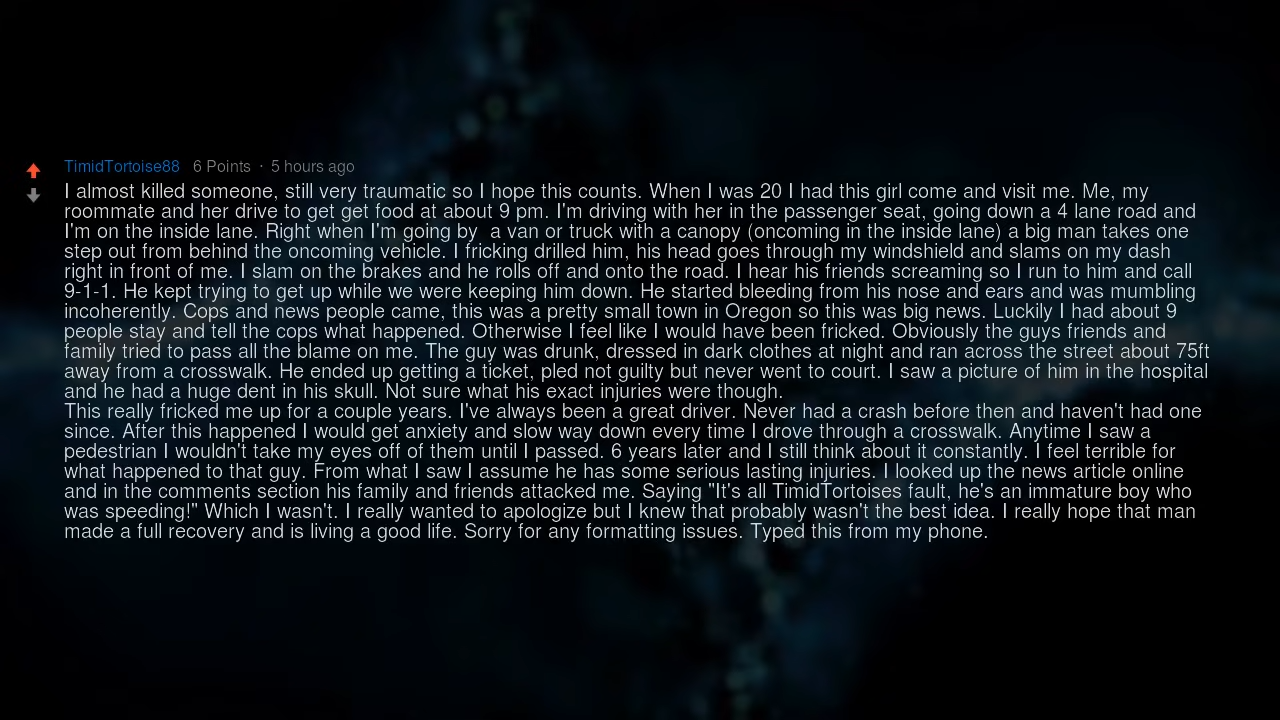 TimidTortoise88 6 Points · 5 hours ago
I almost killed someone, still very traumatic so I hope this counts. When I was 20 I had this girl come and visit me. Me, my
roommate and her drive to get get food at about 9 pm. I'm driving with her in the passenger seat, going down a 4 lane road and
I'm on the inside lane. Right when I'm going by  a van or truck with a canopy (oncoming in the inside lane) a big man takes one
step out from behind the oncoming vehicle. I fricking drilled him, his head goes through my windshield and slams on my dash
right in front of me. I slam on the brakes and he rolls off and onto the road. I hear his friends screaming so I run to him and call
9-1-1. He kept trying to get up while we were keeping him down. He started bleeding from his nose and ears and was mumbling
incoherently. Cops and news people came, this was a pretty small town in Oregon so this was big news. Luckily I had about 9
people stay and tell the cops what happened. Otherwise I feel like I would have been fricked. Obviously the guys friends and
family tried to pass all the blame on me. The guy was drunk, dressed in dark clothes at night and ran across the street about 75ft
away from a crosswalk. He ended up getting a ticket, pled not guilty but never went to court. I saw a picture of him in the hospital
and he had a huge dent in his skull. Not sure what his exact injuries were though.
This really fricked me up for a couple years. I've always been a great driver. Never had a crash before then and haven't had one
since. After this happened I would get anxiety and slow way down every time I drove through a crosswalk. Anytime I saw a
pedestrian I wouldn't take my eyes off of them until I passed. 6 years later and I still think about it constantly. I feel terrible for
what happened to that guy. From what I saw I assume he has some serious lasting injuries. I looked up the news article online
and in the comments section his family and friends attacked me. Saying "It's all TimidTortoises fault, he's an immature boy who
was speeding!" Which I wasn't. I really wanted to apologize but I knew that probably wasn't the best idea. I really hope that man
made a full recovery and is living a good life. Sorry for any formatting issues. Typed this from my phone.